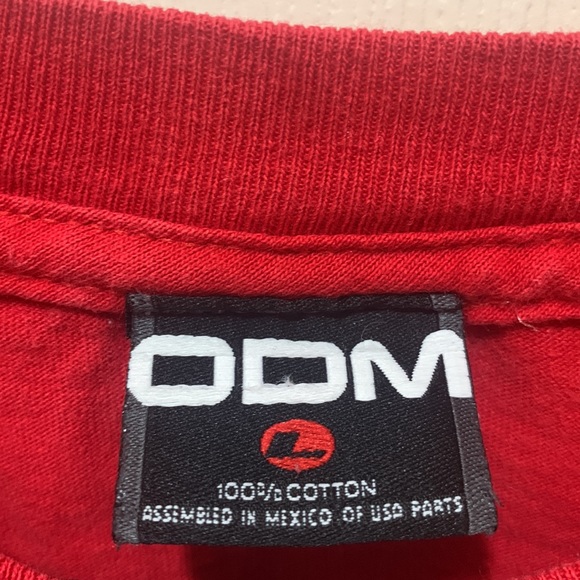 ODM
L
100% COTTON
ASSEMBLED IN MEXICO OF USA PARTS